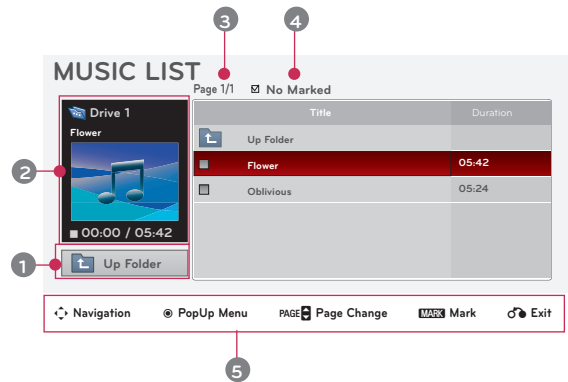 3
4
MUSIC LIST
Page 1/1 No Marked
Drive 1
Flower
00:00 / 05:42
Title Duration
Up Folder
Flower 05:42
Oblivious 05:24
2
1
Up Folder
Navigation PopUp Menu PAGE Page Change MARK Mark Exit
5